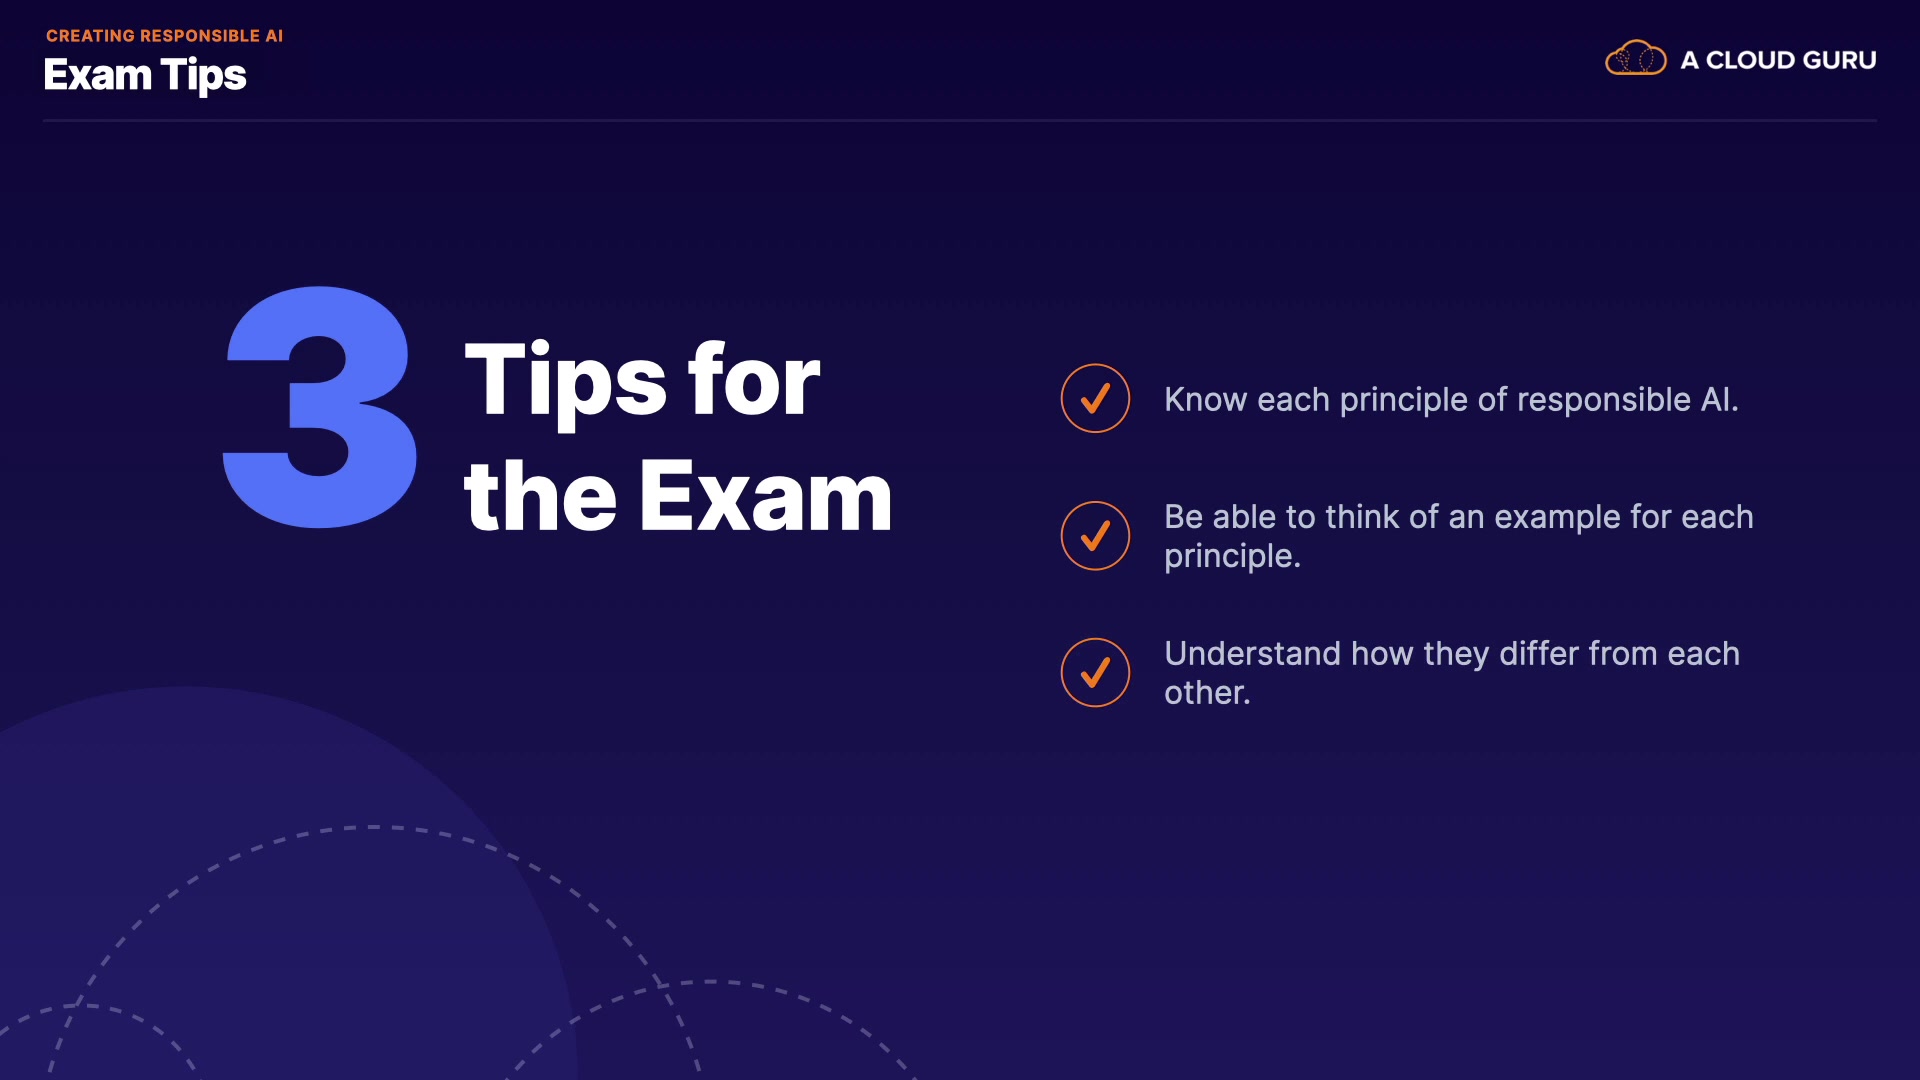 CREATING RESPONSIBLE AI
Exam Tips
A CLOUD GURU
3
Tips for
the Exam
Know each principle of responsible AI.
Be able to think of an example for each
principle.
Understand how they differ from each
other.